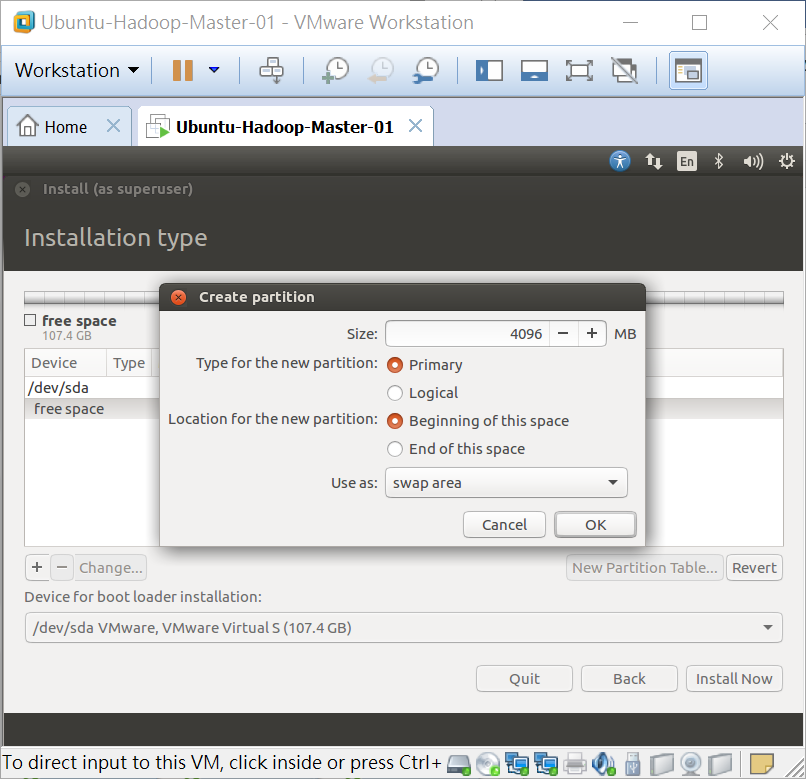 Ubuntu-Hadoop-Master-01 - VMware Workstation
Workstation
Home
Ubuntu-Hadoop-Master-01
En
Install (as superuser)
Installation type
Create partition
free space
107.4 GB
Size: 4096 MB
Device Type
Type for the new partition: Primary
/dev/sda
Logical
free space
Location for the new partition: Beginning of this space
End of this space
Use as: swap area
Cancel OK
+ − Change... New Partition Table... Revert
Device for boot loader installation:
/dev/sda VMware, VMware Virtual S (107.4 GB)
Quit Back Install Now
To direct input to this VM, click inside or press Ctrl+